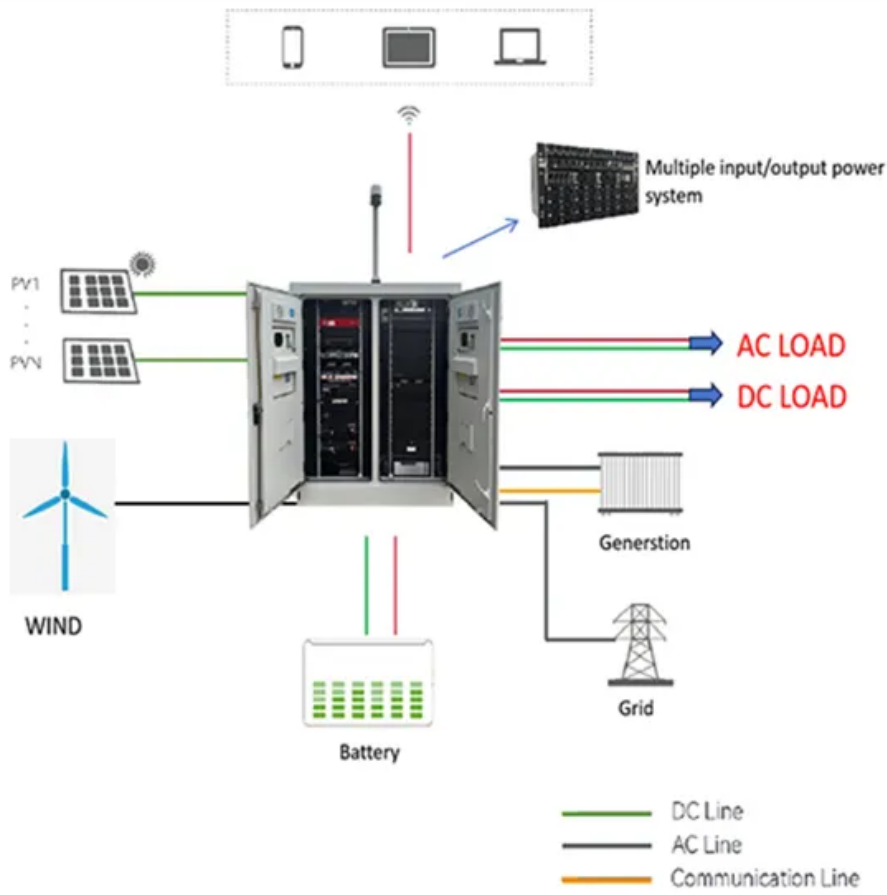 Multiple input/output power
system
PV1
PVN
AC LOAD
DC LOAD
WIND
Generstion
Grid
Battery
DC Line
AC Line
Communication Line